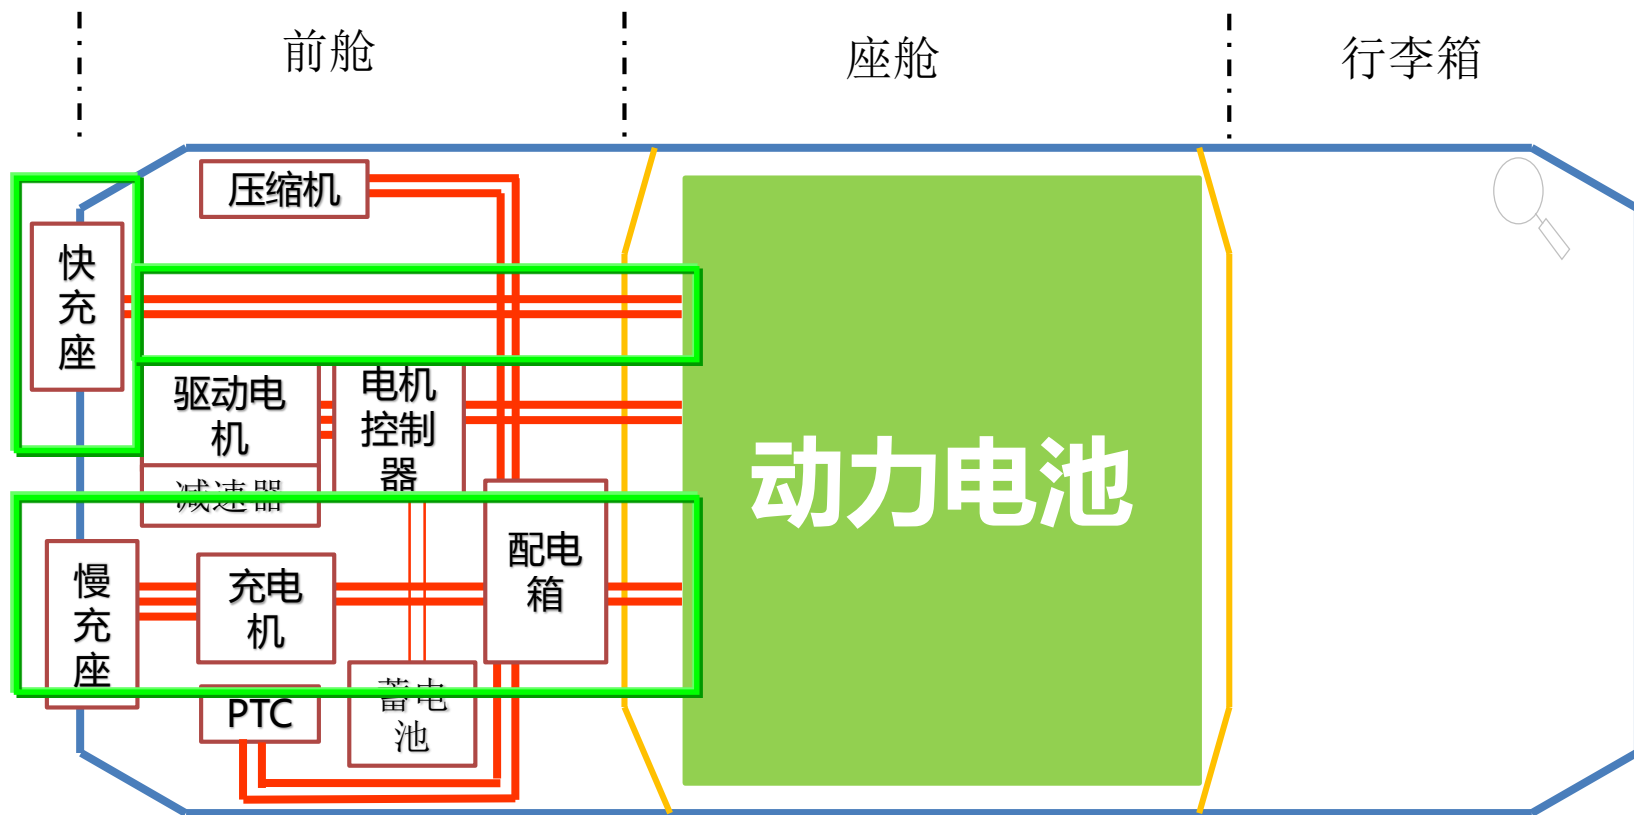 前舱
座舱
行李箱
压缩机
快
充
座
驱动电
机
减速器
电机
控制
器
动力电池
配电
箱
慢
充
座
充电
机
PTC
蓄电
池